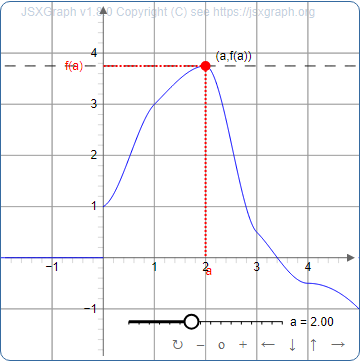 JSXGraph v1.8.0 Copyright (C) see https://jsxgraph.org
4
(a,f(a))
f(a)
3
2
1
−1
1
2
3
4
a
−1
a = 2.00
↻ − o + ← ↓ ↑ →